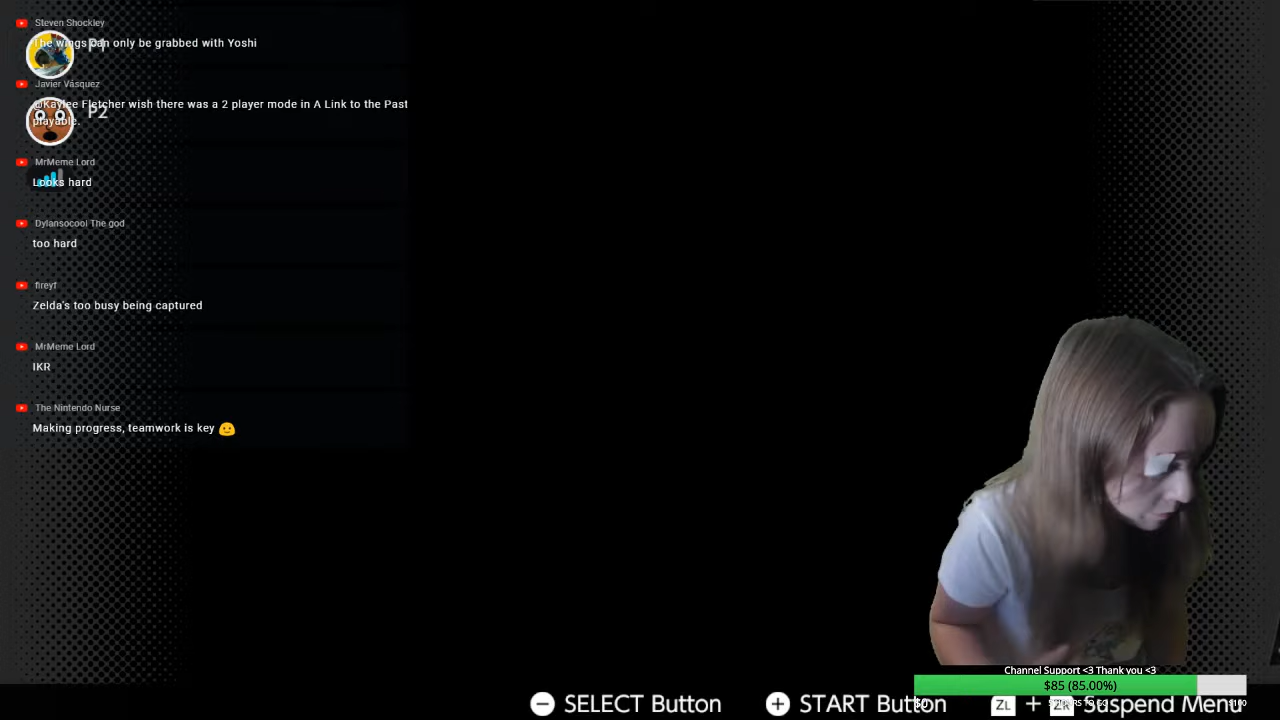 Steven Shockley
The wings can only be grabbed with Yoshi
P1
Javier Vásquez
@Kaylee Fletcher wish there was a 2 player mode in A Link to the Past
playable.
P2
MrMeme Lord
Looks hard
Dylansocool The god
too hard
fireyf
Zelda's too busy being captured
MrMeme Lord
IKR
The Nintendo Nurse
Making progress, teamwork is key
Channel Support <3 Thank you <3
$85 (85.00%)
$100
SELECT Button
START Button
ZL + ZR Suspend Menu